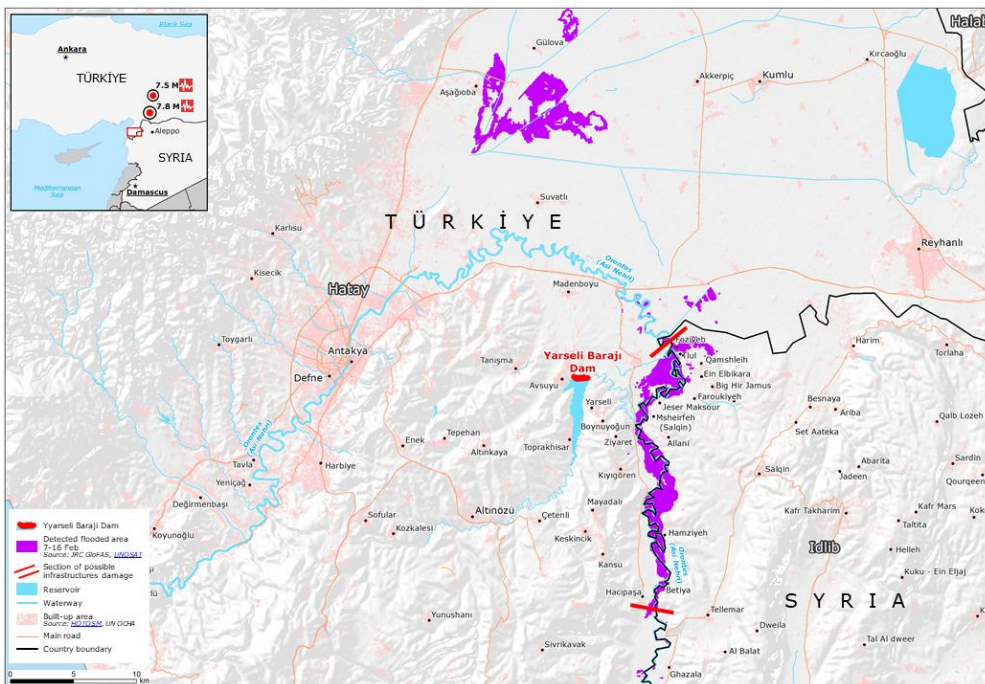 Black Sea
Ankara
TÜRKİYE
7.5 M
7.8 M
Aleppo
SYRIA
Mediterranean
Sea
Damascus
Halab
Gülova
Kırcaoğlu
Aşağıoba
Akkerpiç
Kumlu
Suvatlı
TÜRKİYE
Karlısu
Reyhanlı
Orontes
(Asi Nehri)
Kisecik
Hatay
Madenboyu
Toygarlı
Foziyeh
Harim
Torlaha
Antakya
Tanışma
Yarseli Barajı
Dam
Tlul
Qamshleih
Defne
Avsuyu
Ein Elbikara
Big Hir Jamus
Yarseli
Faroukiyeh
Jeser Maksour
Besnaya
Ariba
Boynuyoğun
Msheirfeh
(Salqin)
Set Aateka
Qalb Lozeh
Orontes
(Asi Nehri)
Enek
Tepehan
Altınkaya
Toprakhisar
Ziyaret
Allani
Tavla
Harbiye
Kıyıgören
Salqin
Abarita
Sardin
Yeniçağ
Jadeen
Qourqeen
Değirmenbaşı
Mayadalı
Sofular
Altınözü
Kafr Takharim
Kafr Mars
Koyunoğlu
Kozkalesi
Çetenli
Taltita
Keskincik
Hamziyeh
Idlib
Helleh
Kansu
Orontes
(Asi Nehri)
Kuku - Ein Eljaj
Hacıpaşa
Betiya
SYRIA
Yunushanı
Tellemar
Dweila
Sivrikavak
Al Balat
Tal Al dweer
Ghazala
Yyarseli Baraji Dam
Detected flooded area
7-16 Feb
Source: JRC GloFAS, UNOSAT
Section of possible
infrastructures damage
Reservoir
Waterway
Built-up area
Source: HOTOSM, UN OCHA
Main road
Country boundary
0 5 10
km